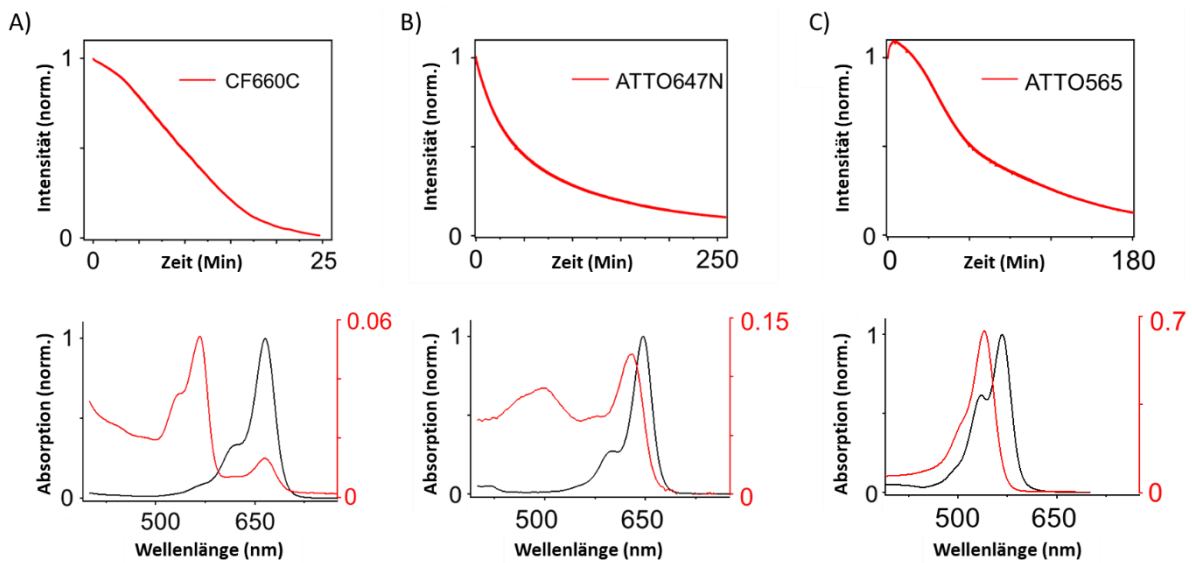 A)
Intensität (norm.)
1
0
CF660C
0
Zeit (Min)
25
B)
Intensität (norm.)
1
0
ATTO647N
0
Zeit (Min)
250
C)
Intensität (norm.)
1
0
ATTO565
0
Zeit (Min)
180
Absorption (norm.)
1
0
0.06
0
500
650
Wellenlänge (nm)
Absorption (norm.)
1
0
0.15
0
500
650
Wellenlänge (nm)
Absorption (norm.)
1
0
0.7
0
500
650
Wellenlänge (nm)